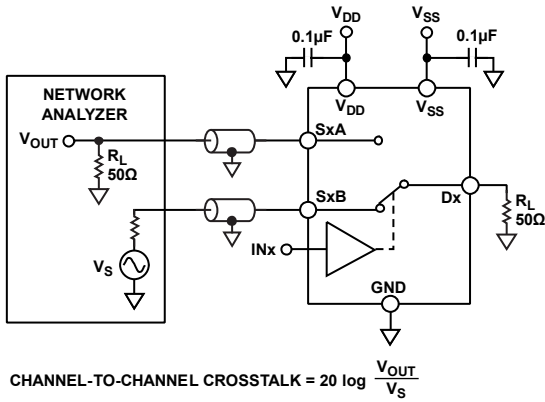 VDD VSS
0.1µF 0.1µF
NETWORK
ANALYZER
VDD VSS
VOUT
SxA
RL
50Ω
SxB
Dx
RL
50Ω
VS
INx
GND
CHANNEL-TO-CHANNEL CROSSTALK = 20 log VOUT
VS